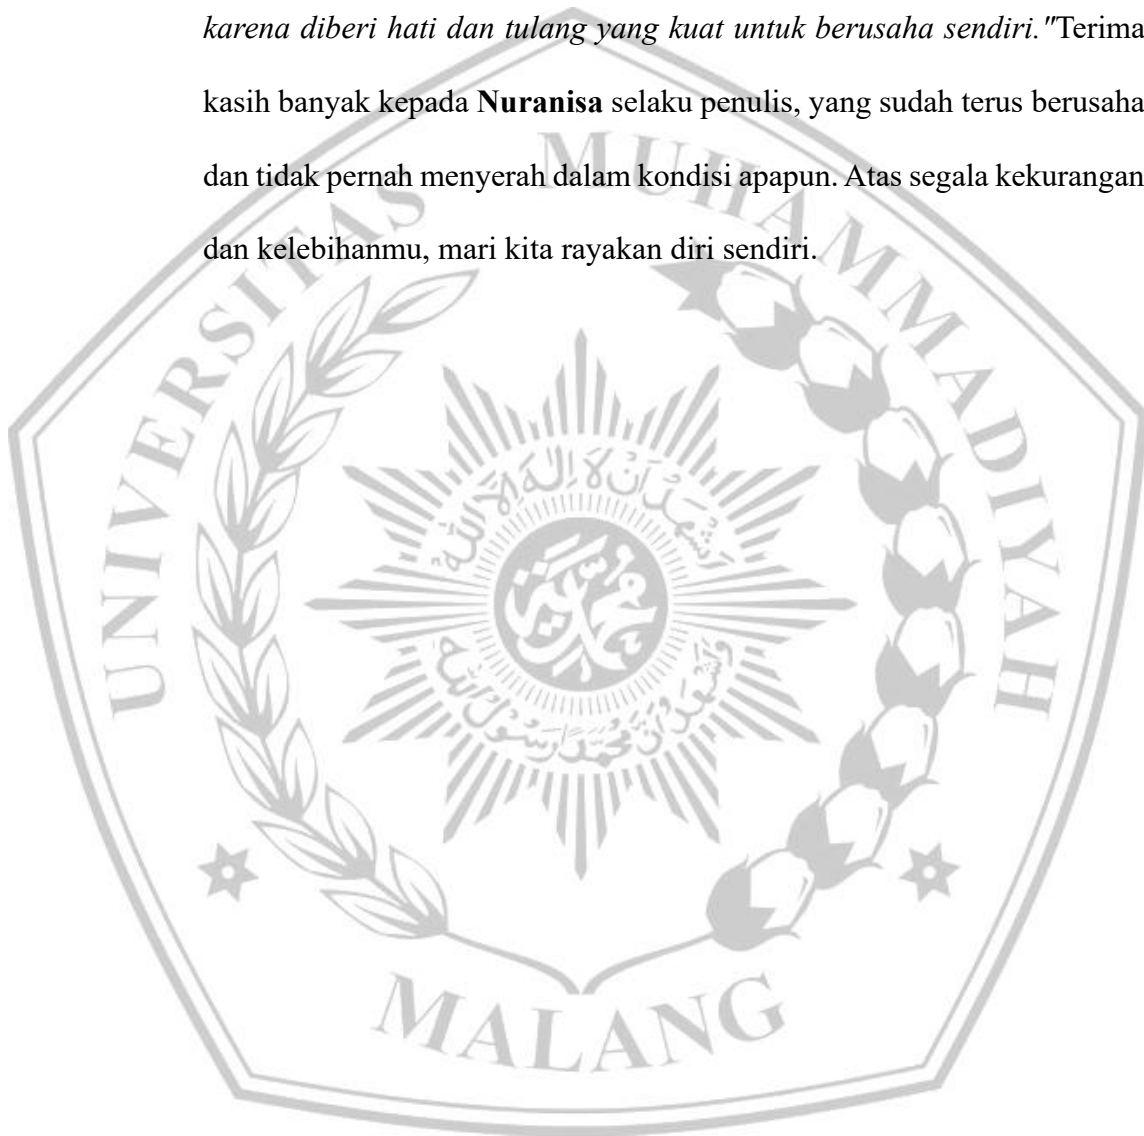 karena diberi hati dan tulang yang kuat untuk berusaha sendiri."Terima
kasih banyak kepada Nuranisa selaku penulis, yang sudah terus berusaha
dan tidak pernah menyerah dalam kondisi apapun. Atas segala kekurangan
dan kelebihanmu, mari kita rayakan diri sendiri.
UNIVERSITAS MUHAMMADIYAH
MALANG